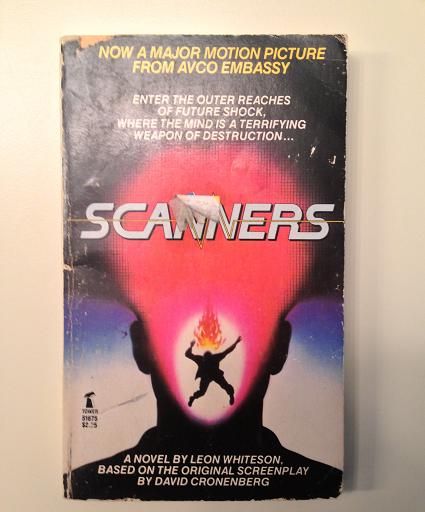 NOW A MAJOR MOTION PICTURE
FROM AVCO EMBASSY
ENTER THE OUTER REACHES
OF FUTURE SHOCK,
WHERE THE MIND IS A TERRIFYING
WEAPON OF DESTRUCTION...
SCANNERS
TOWER
51675
$2.25
A NOVEL BY LEON WHITESON,
BASED ON THE ORIGINAL SCREENPLAY
BY DAVID CRONENBERG